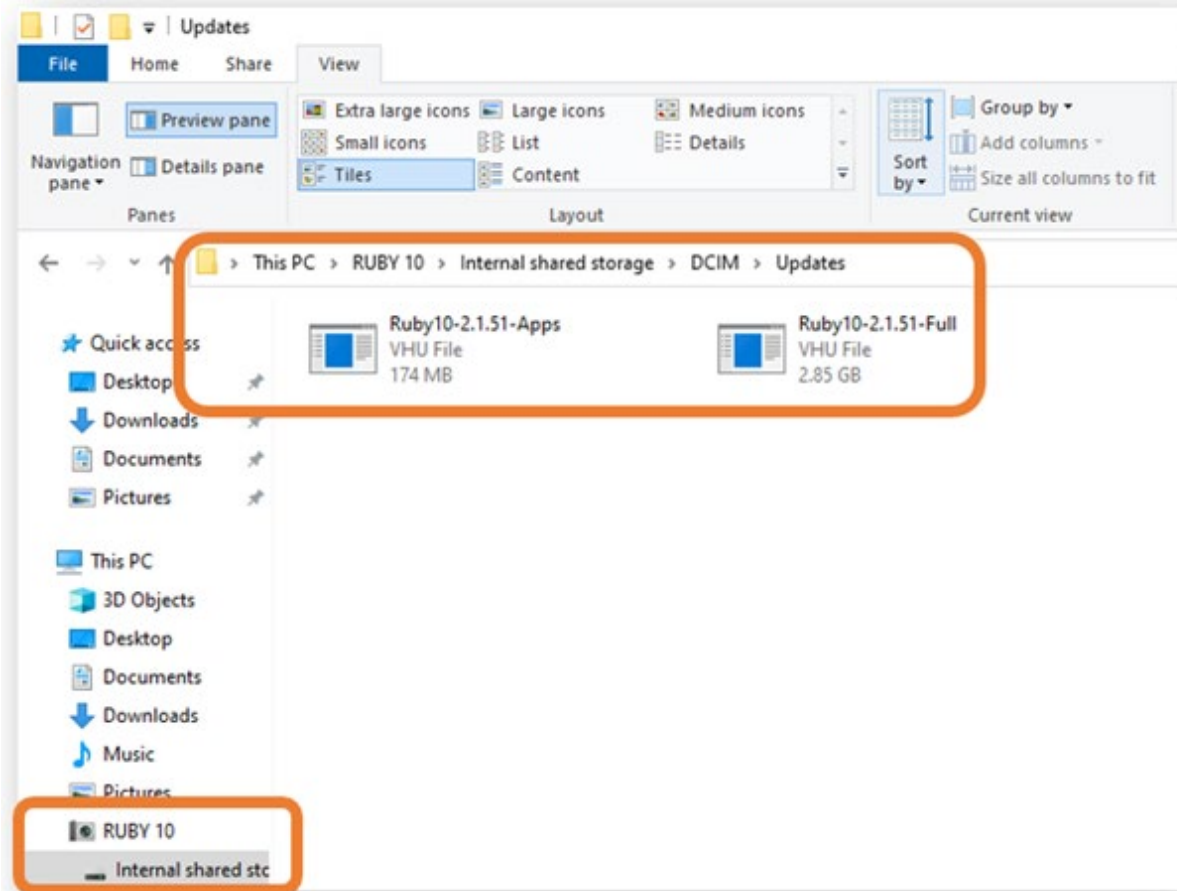 Updates
File Home Share View
Extra large icons Large icons Medium icons
Small icons List Details
Tiles Content
Navigation pane
Preview pane
Details pane
Sort by
Group by
Add columns
Size all columns to fit
Panes Layout Current view
This PC > RUBY 10 > Internal shared storage > DCIM > Updates
Ruby10-2.1.51-Apps
VHU File
174 MB
Ruby10-2.1.51-Full
VHU File
2.85 GB
Quick access
Desktop
Downloads
Documents
Pictures
This PC
3D Objects
Desktop
Documents
Downloads
Music
Pictures
RUBY 10
Internal shared stc